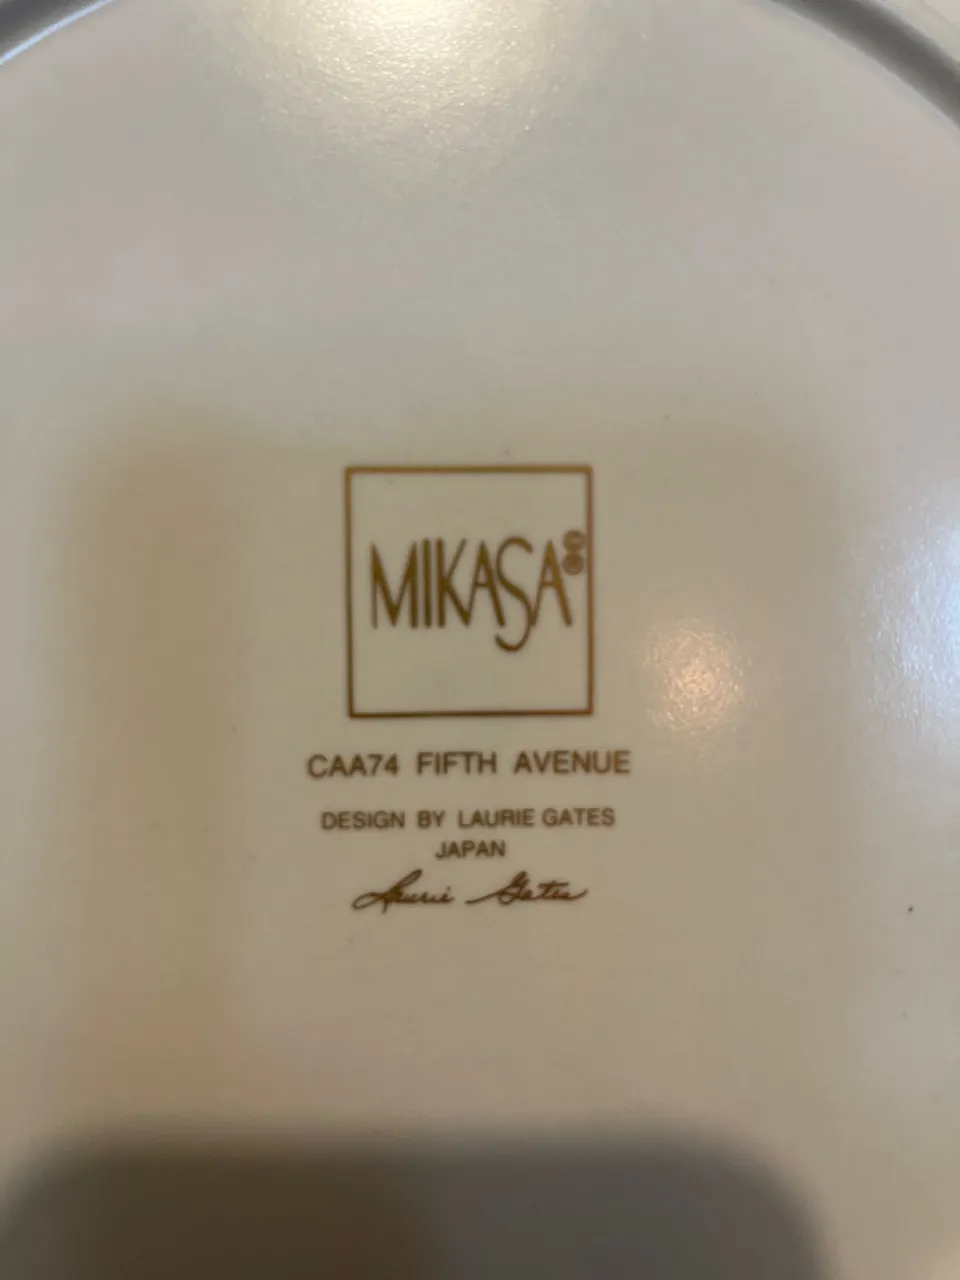 MIKASA
CAA74 FIFTH AVENUE
DESIGN BY LAURIE GATES
JAPAN
Laurie Gates